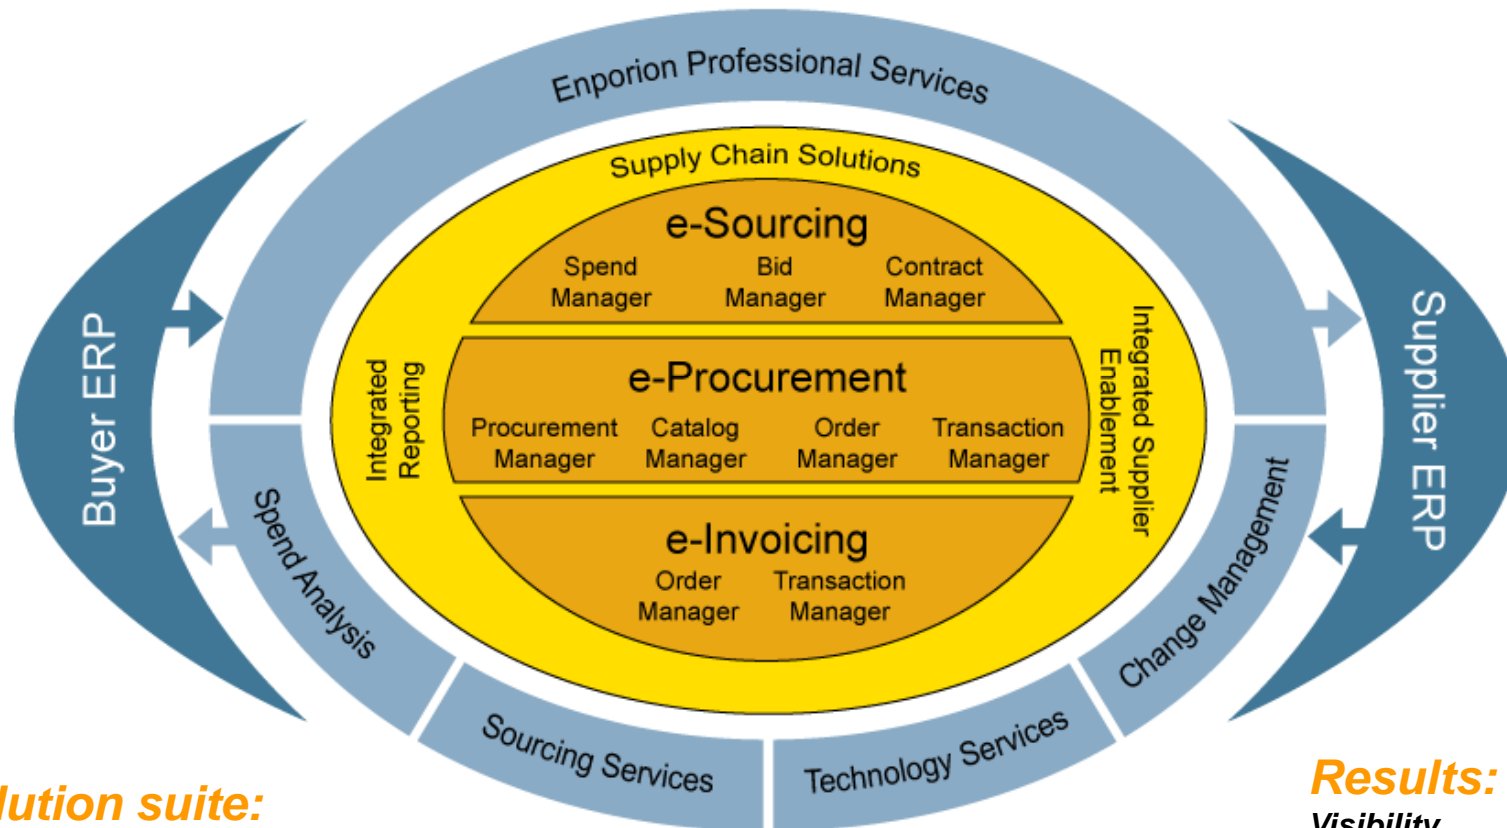 Enporion Professional Services
Supply Chain Solutions
e-Sourcing
Spend
Manager
Bid
Manager
Contract
Manager
Integrated
Reporting
Integrated Supplier
Enablement
e-Procurement
Procurement
Manager
Catalog
Manager
Order
Manager
Transaction
Manager
e-Invoicing
Order
Manager
Transaction
Manager
Buyer ERP
Supplier ERP
Spend Analysis
Sourcing Services
Technology Services
Change Management
lution suite:
Results:
Visibility